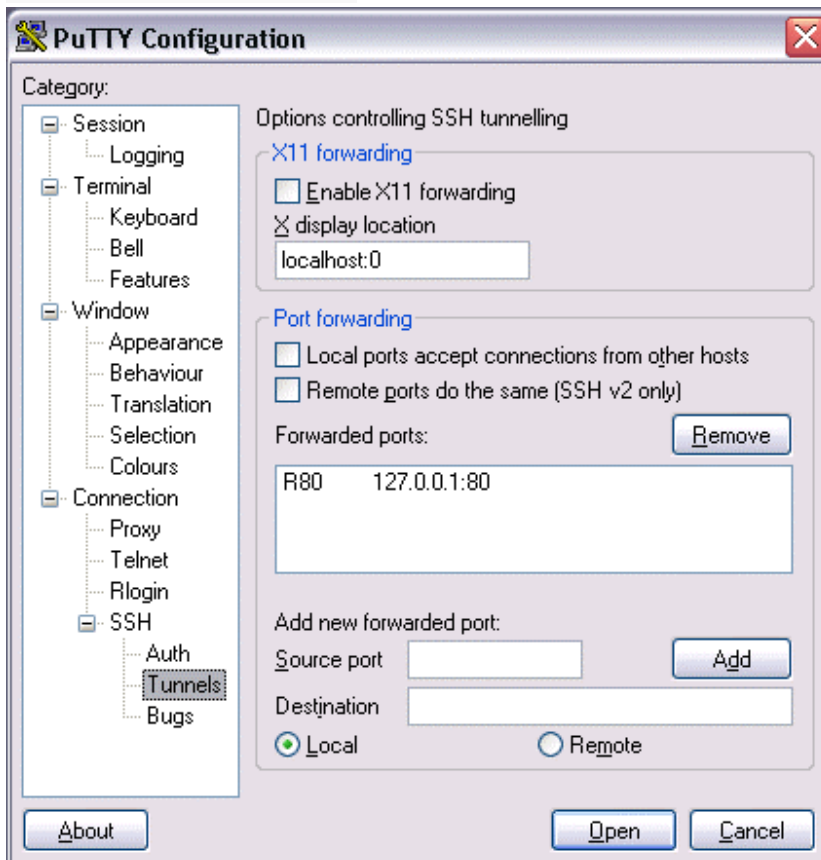 PuTTY Configuration
Category:
Session
Logging
Terminal
Keyboard
Bell
Features
Window
Appearance
Behaviour
Translation
Selection
Colours
Connection
Proxy
Telnet
Rlogin
SSH
Auth
Tunnels
Bugs
Options controlling SSH tunnelling
X11 forwarding
Enable X11 forwarding
X display location
localhost:0
Port forwarding
Local ports accept connections from other hosts
Remote ports do the same (SSH v2 only)
Forwarded ports: Remove
R80 127.0.0.1:80
Add new forwarded port:
Source port Add
Destination
Local Remote
About Open Cancel